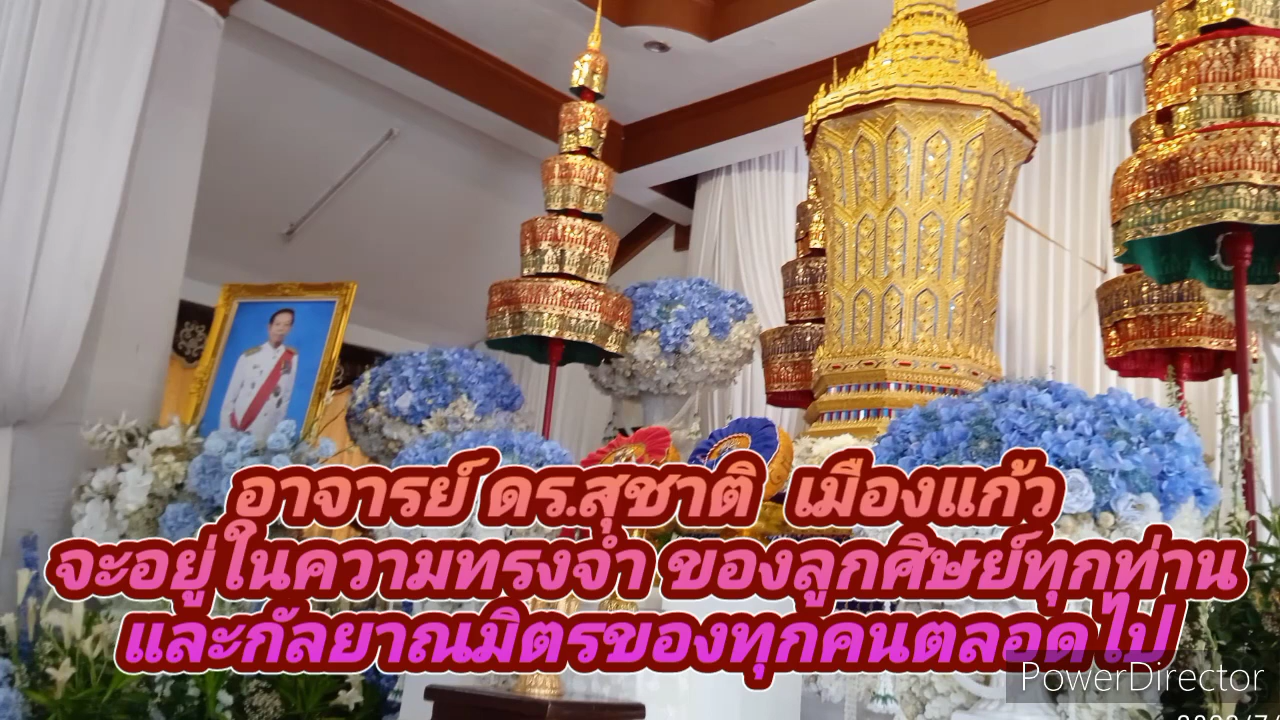 อาจารย์ ดร.สุชาติ เมืองแก้ว
จะอยู่ในความทรงจำ ของลูกศิษย์ทุกท่าน
และกัลยาณมิตรของทุกคนตลอดไป
PowerDirector